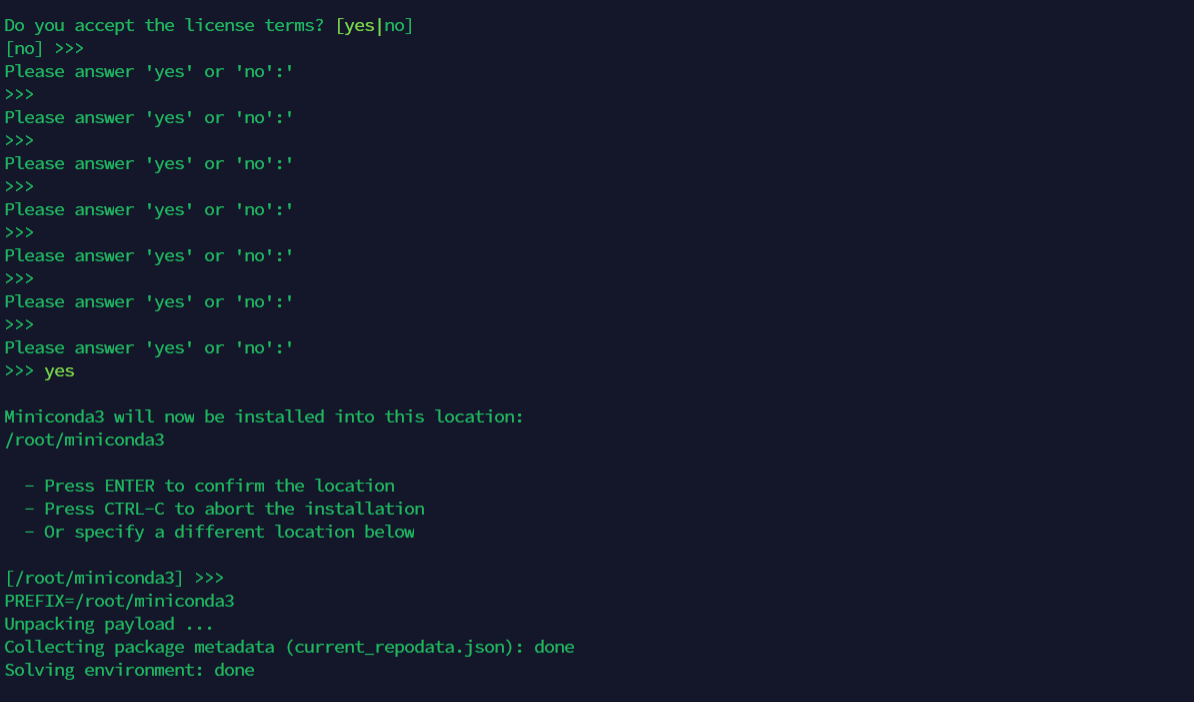 Do you accept the license terms? [yes|no]
[no] >>>
Please answer 'yes' or 'no':'
>>>
Please answer 'yes' or 'no':'
>>>
Please answer 'yes' or 'no':'
>>>
Please answer 'yes' or 'no':'
>>>
Please answer 'yes' or 'no':'
>>>
Please answer 'yes' or 'no':'
>>>
Please answer 'yes' or 'no':'
>>> yes
Miniconda3 will now be installed into this location:
/root/miniconda3
- Press ENTER to confirm the location
- Press CTRL-C to abort the installation
- Or specify a different location below
[/root/miniconda3] >>>
PREFIX=/root/miniconda3
Unpacking payload ...
Collecting package metadata (current_repodata.json): done
Solving environment: done